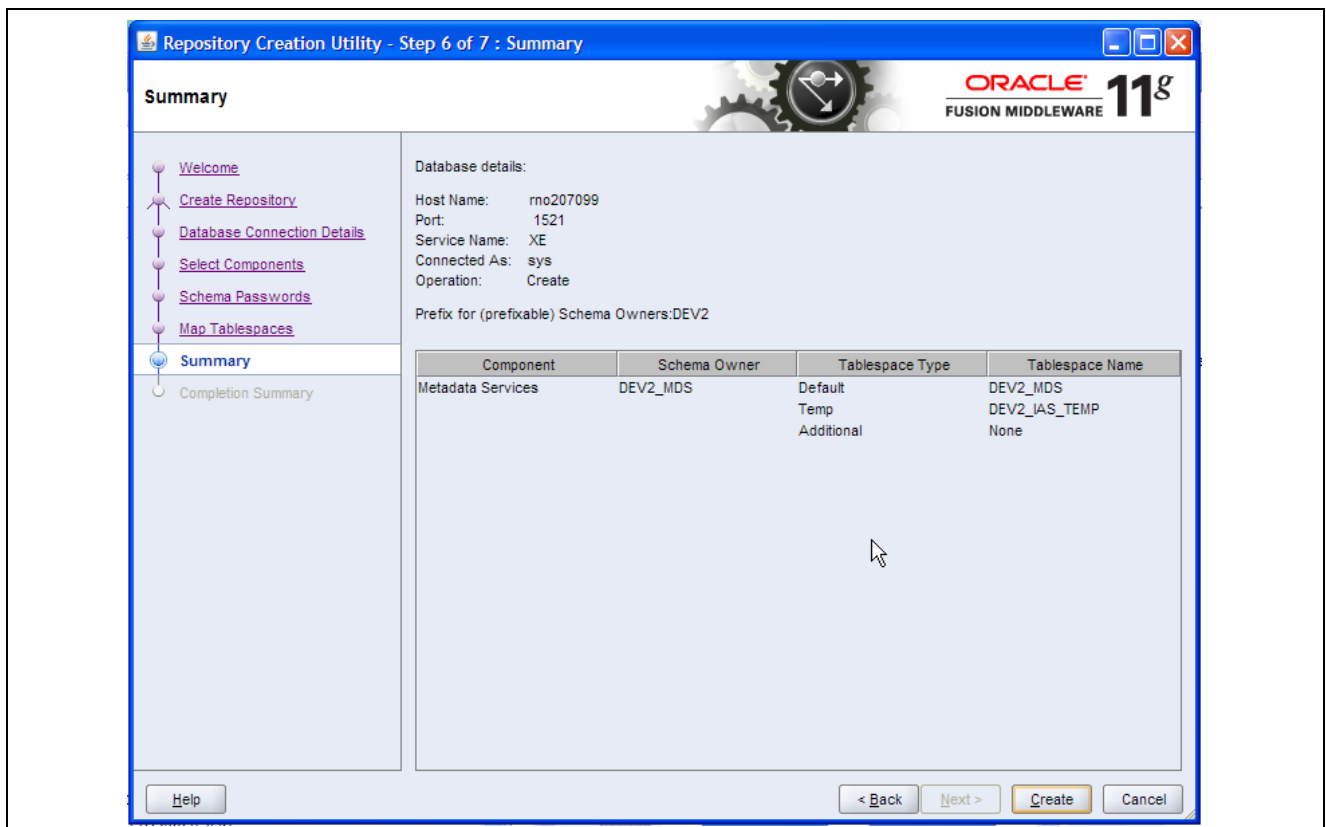 Repository Creation Utility - Step 6 of 7 : Summary
Summary
ORACLE
FUSION MIDDLEWARE
11g
Welcome
Create Repository
Database Connection Details
Select Components
Schema Passwords
Map Tablespaces
Summary
Completion Summary
Database details:
Host Name: rno207099
Port: 1521
Service Name: XE
Connected As: sys
Operation: Create
Prefix for (prefixable) Schema Owners:DEV2
Component Schema Owner Tablespace Type Tablespace Name
Metadata Services DEV2_MDS Default DEV2_MDS
Temp DEV2_IAS_TEMP
Additional None
Help < Back Next > Create Cancel